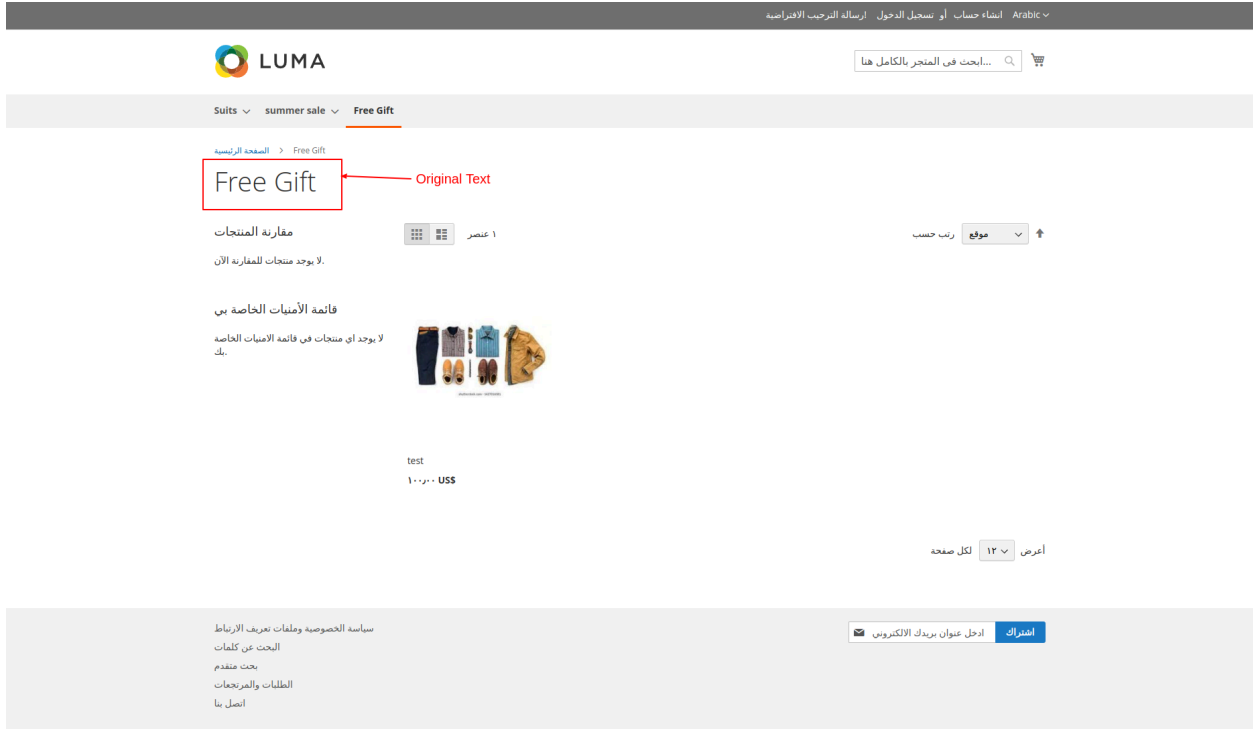 انشاء حساب أو تسجيل الدخول ارسالة الترحيب الافتراضية Arabic
LUMA
ابحث فى المتجر بالكامل هنا...
Suits summer sale Free Gift
الصفحة الرئيسية > Free Gift
Free Gift
Original Text
مقارنة المنتجات
١ عنصر
موقع رتب حسب
لا يوجد منتجات للمقارنة الآن.
قائمة الأمنيات الخاصة بي
لا يوجد اي منتجات في قائمة الامنيات الخاصة
بك.
test
١٠٠٫٠٠ US$
أعرض ١٢ لكل صفحة
سياسة الخصوصية وملفات تعريف الارتباط
ادخل عنوان بريدك الالكتروني اشتراك
البحث عن كلمات
بحث متقدم
الطلبات والمرتجعات
اتصل بنا